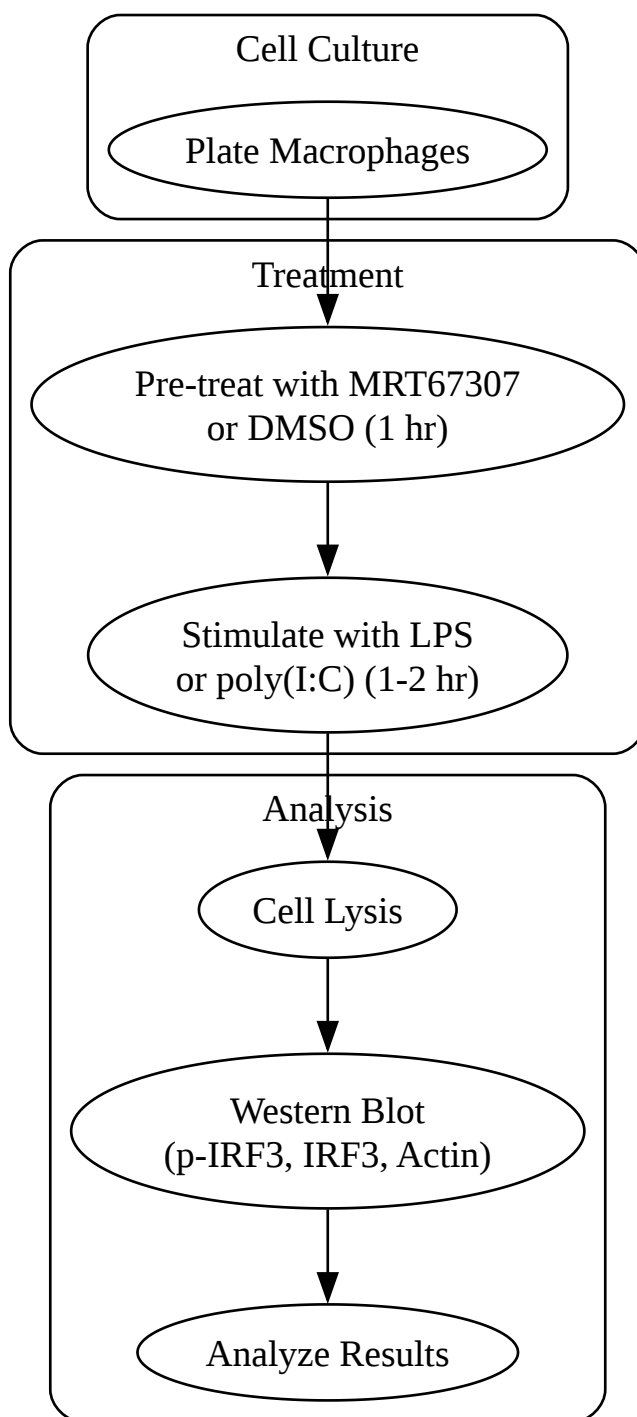 Cell Culture
Plate Macrophages
Treatment
Pre-treat with MRT67307
or DMSO (1 hr)
Stimulate with LPS
or poly(I:C) (1-2 hr)
Analysis
Cell Lysis
Western Blot
(p-IRF3, IRF3, Actin)
Analyze Results